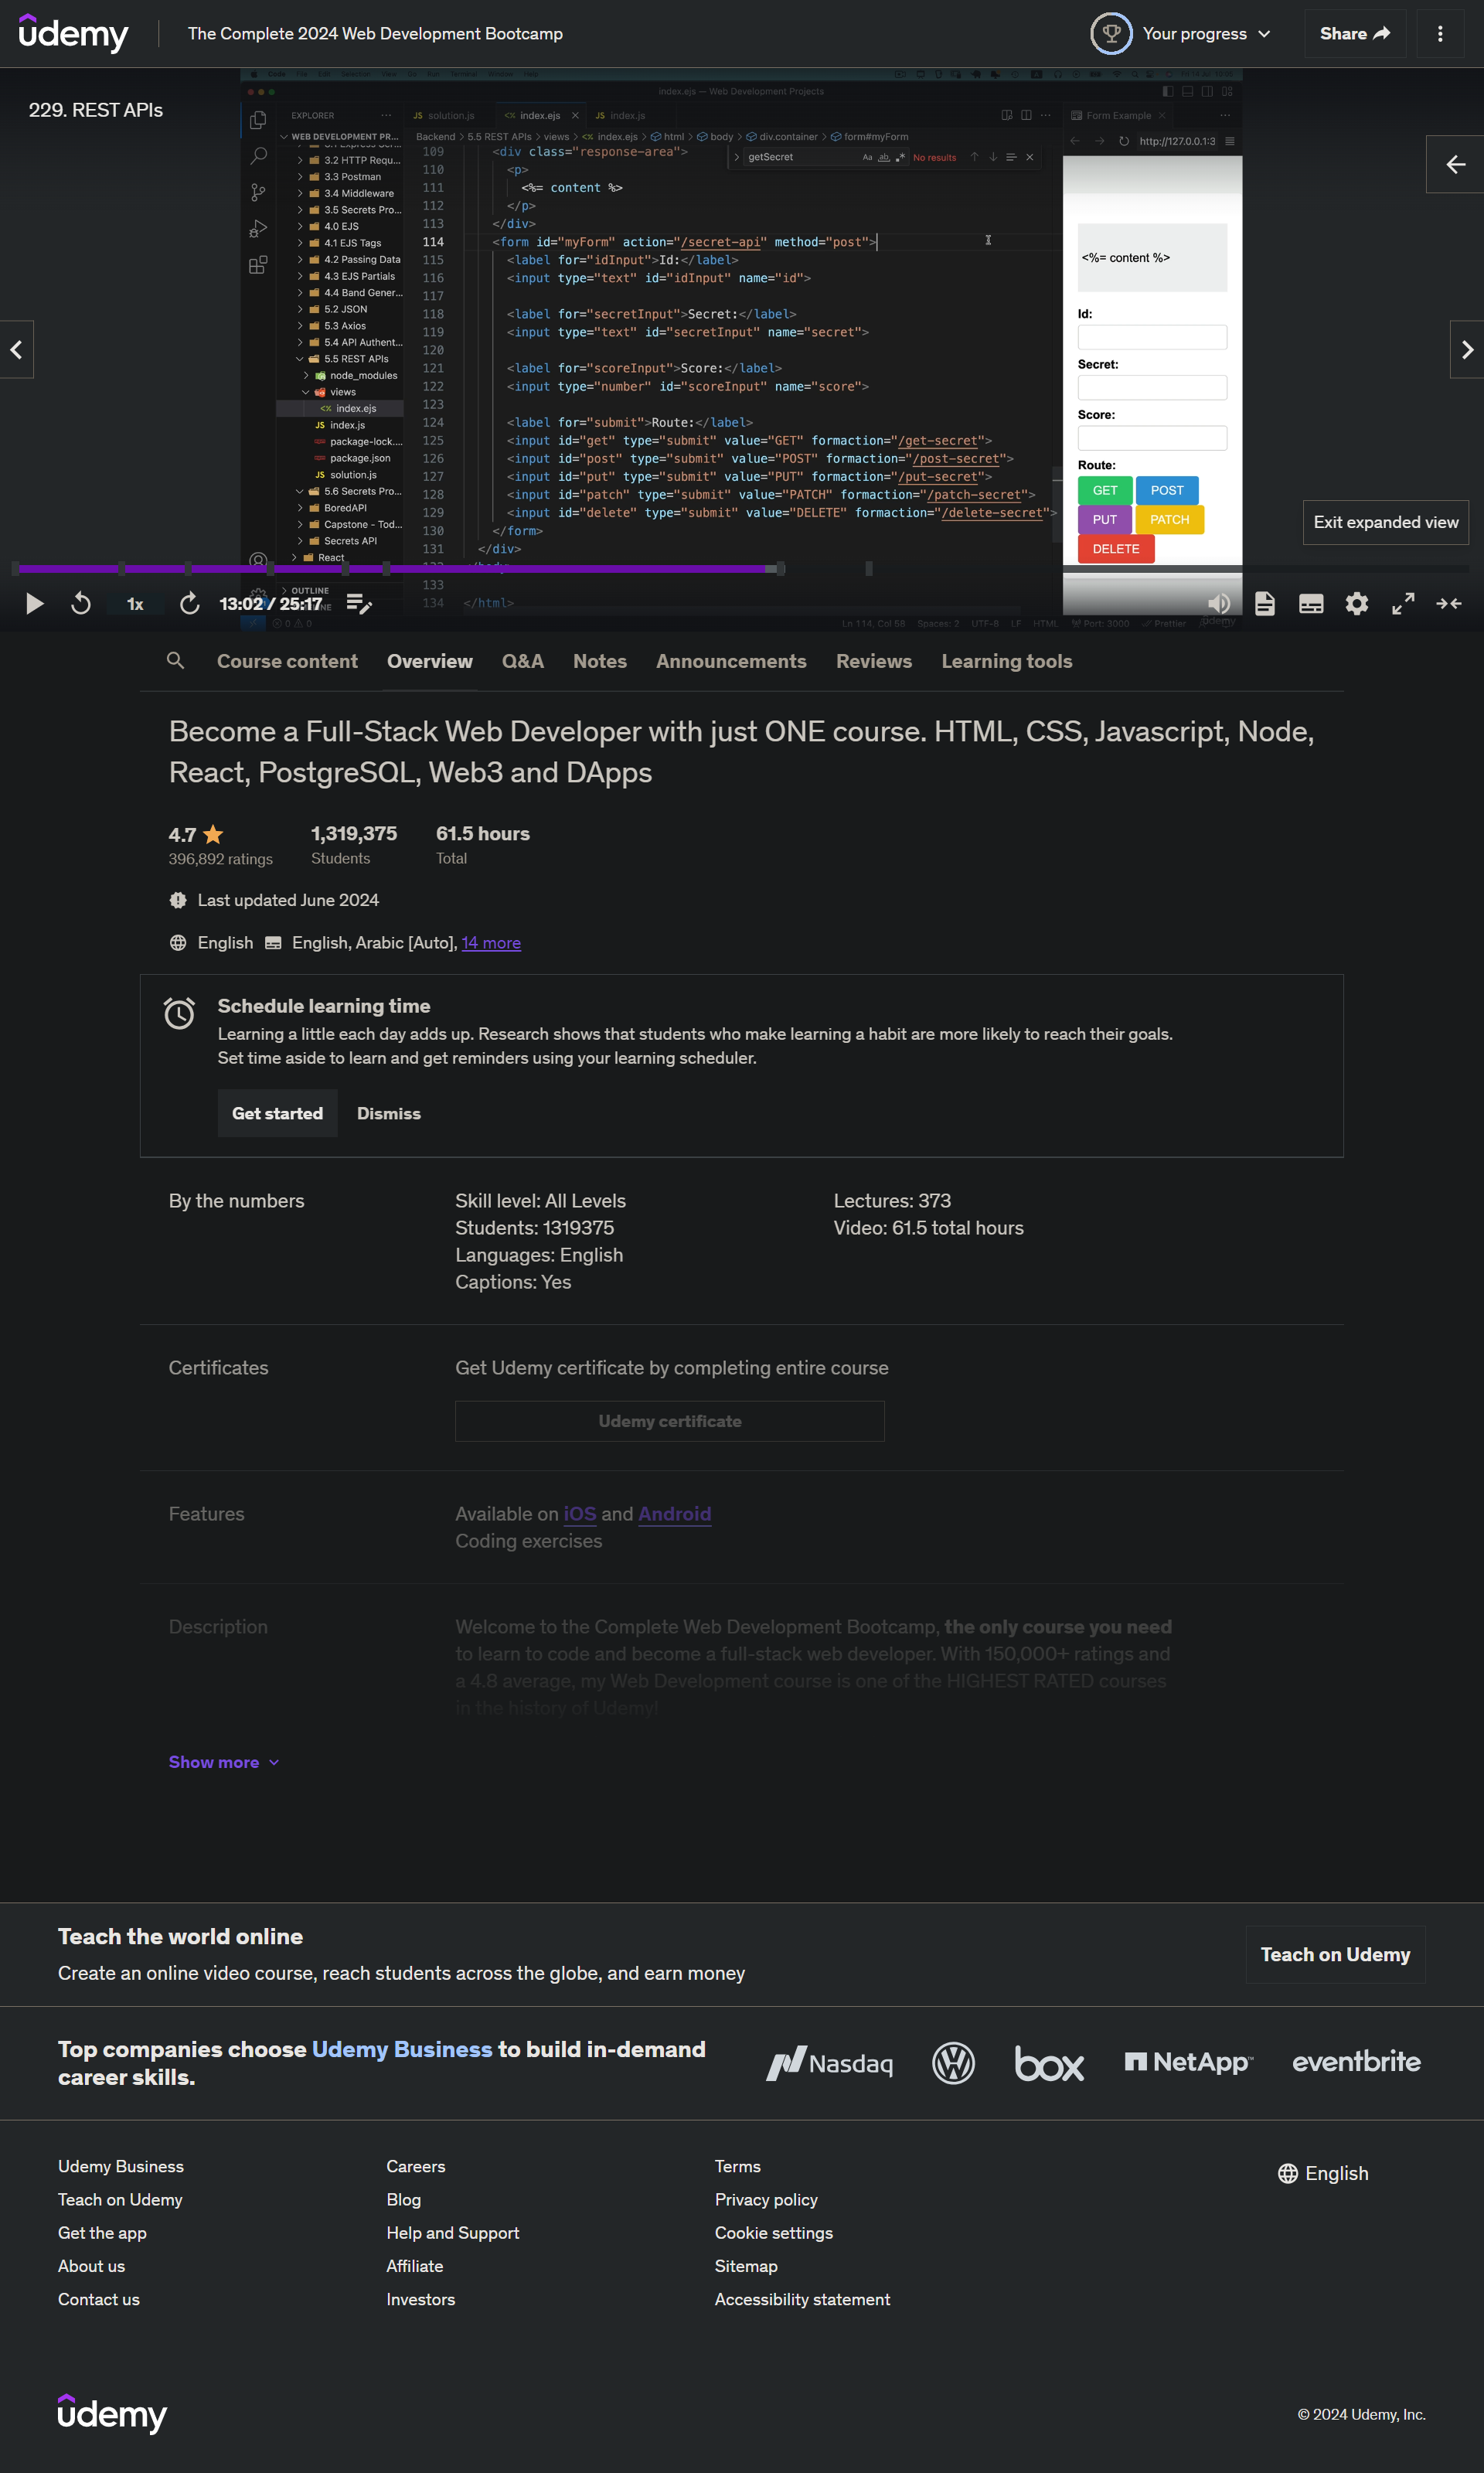 ûdemy
The Complete 2024 Web Development Bootcamp
Your progress
Share
229. REST APIs
index.ejs — Web Development Projects
EXPLORER
WEB DEVELOPMENT PR...
3.2 HTTP Requ...
3.3 Postman
3.4 Middleware
3.5 Secrets Pro...
4.0 EJS
4.1 EJS Tags
4.2 Passing Data
4.3 EJS Partials
4.4 Band Gener...
5.2 JSON
5.3 Axios
5.4 API Authent...
5.5 REST APIs
node_modules
views
index.ejs
JS index.js
package-lock....
package.json
JS solution.js
5.6 Secrets Pro...
BoredAPI
Capstone - Tod...
Secrets API
React
OUTLINE
JS solution.js
<% index.ejs
JS index.js
Backend > 5.5 REST APIs > views > <% index.ejs > html > body > div.container > form#myForm
getSecret
No results
109 <div class="response-area">
110 <p>
111 <%= content %>
112 </p>
113 </div>
114 <form id="myForm" action="/secret-api" method="post">
115 <label for="idInput">Id:</label>
116 <input type="text" id="idInput" name="id">
117
118 <label for="secretInput">Secret:</label>
119 <input type="text" id="secretInput" name="secret">
120
121 <label for="scoreInput">Score:</label>
122 <input type="number" id="scoreInput" name="score">
123
124 <label for="submit">Route:</label>
125 <input id="get" type="submit" value="GET" formaction="/get-secret">
126 <input id="post" type="submit" value="POST" formaction="/post-secret">
127 <input id="put" type="submit" value="PUT" formaction="/put-secret">
128 <input id="patch" type="submit" value="PATCH" formaction="/patch-secret">
129 <input id="delete" type="submit" value="DELETE" formaction="/delete-secret">
130 </form>
131 </div>
133
134 </html>
Form Example
http://127.0.0.1:3
<%= content %>
Id:
Secret:
Score:
Route:
GET
POST
PUT
PATCH
DELETE
Exit expanded view
1x
13:02 / 25:17
Ln 114, Col 58 Spaces: 2 UTF-8 LF HTML Port: 3000 Prettier
udemy
Course content
Overview
Q&A
Notes
Announcements
Reviews
Learning tools
Become a Full-Stack Web Developer with just ONE course. HTML, CSS, Javascript, Node,
React, PostgreSQL, Web3 and DApps
4.7
396,892 ratings
1,319,375
Students
61.5 hours
Total
Last updated June 2024
English
English, Arabic [Auto], 14 more
Schedule learning time
Learning a little each day adds up. Research shows that students who make learning a habit are more likely to reach their goals.
Set time aside to learn and get reminders using your learning scheduler.
Get started
Dismiss
By the numbers
Skill level: All Levels
Students: 1319375
Languages: English
Captions: Yes
Lectures: 373
Video: 61.5 total hours
Certificates
Get Udemy certificate by completing entire course
Udemy certificate
Features
Available on iOS and Android
Coding exercises
Description
Welcome to the Complete Web Development Bootcamp, the only course you need
to learn to code and become a full-stack web developer. With 150,000+ ratings and
a 4.8 average, my Web Development course is one of the HIGHEST RATED courses
in the history of Udemy!
Show more
Teach the world online
Create an online video course, reach students across the globe, and earn money
Teach on Udemy
Top companies choose Udemy Business to build in-demand
career skills.
Nasdaq
box
NetApp
eventbrite
Udemy Business
Teach on Udemy
Get the app
About us
Contact us
Careers
Blog
Help and Support
Affiliate
Investors
Terms
Privacy policy
Cookie settings
Sitemap
Accessibility statement
English
ûdemy
© 2024 Udemy, Inc.